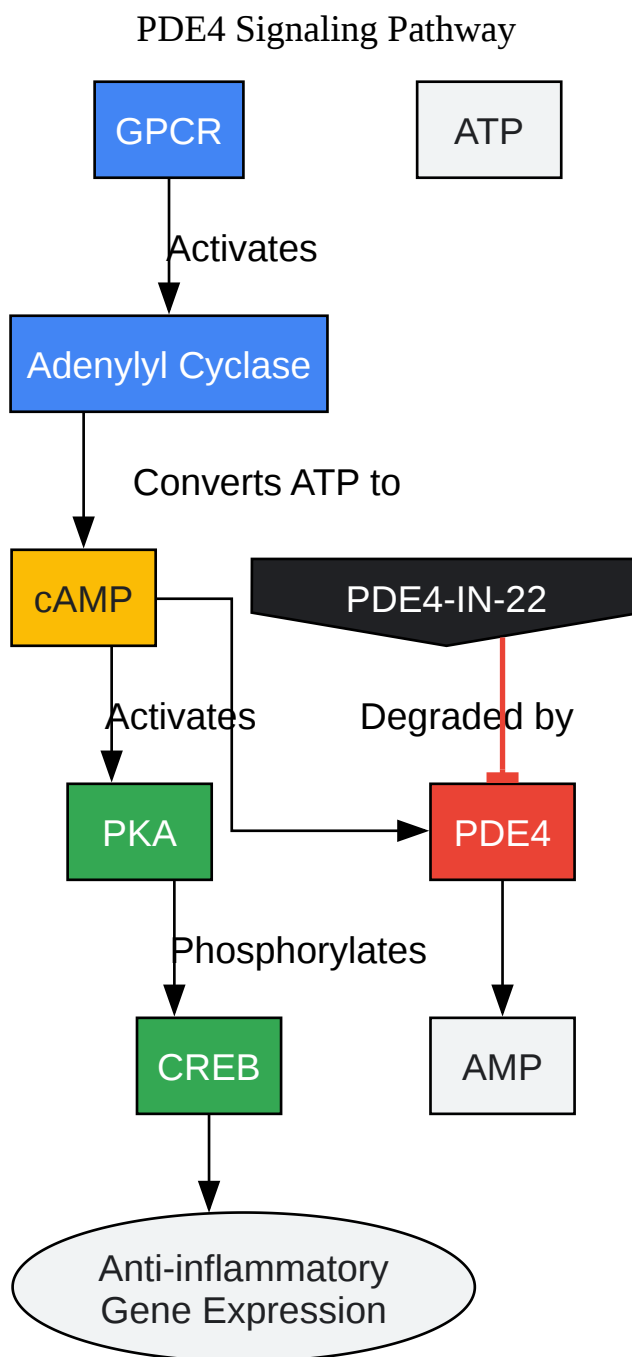 PDE4 Signaling Pathway
GPCR
ATP
Activates
Adenylyl Cyclase
Converts ATP to
cAMP
PDE4-IN-22
Activates
Degraded by
PKA
PDE4
Phosphorylates
CREB
AMP
Anti-inflammatory
Gene Expression